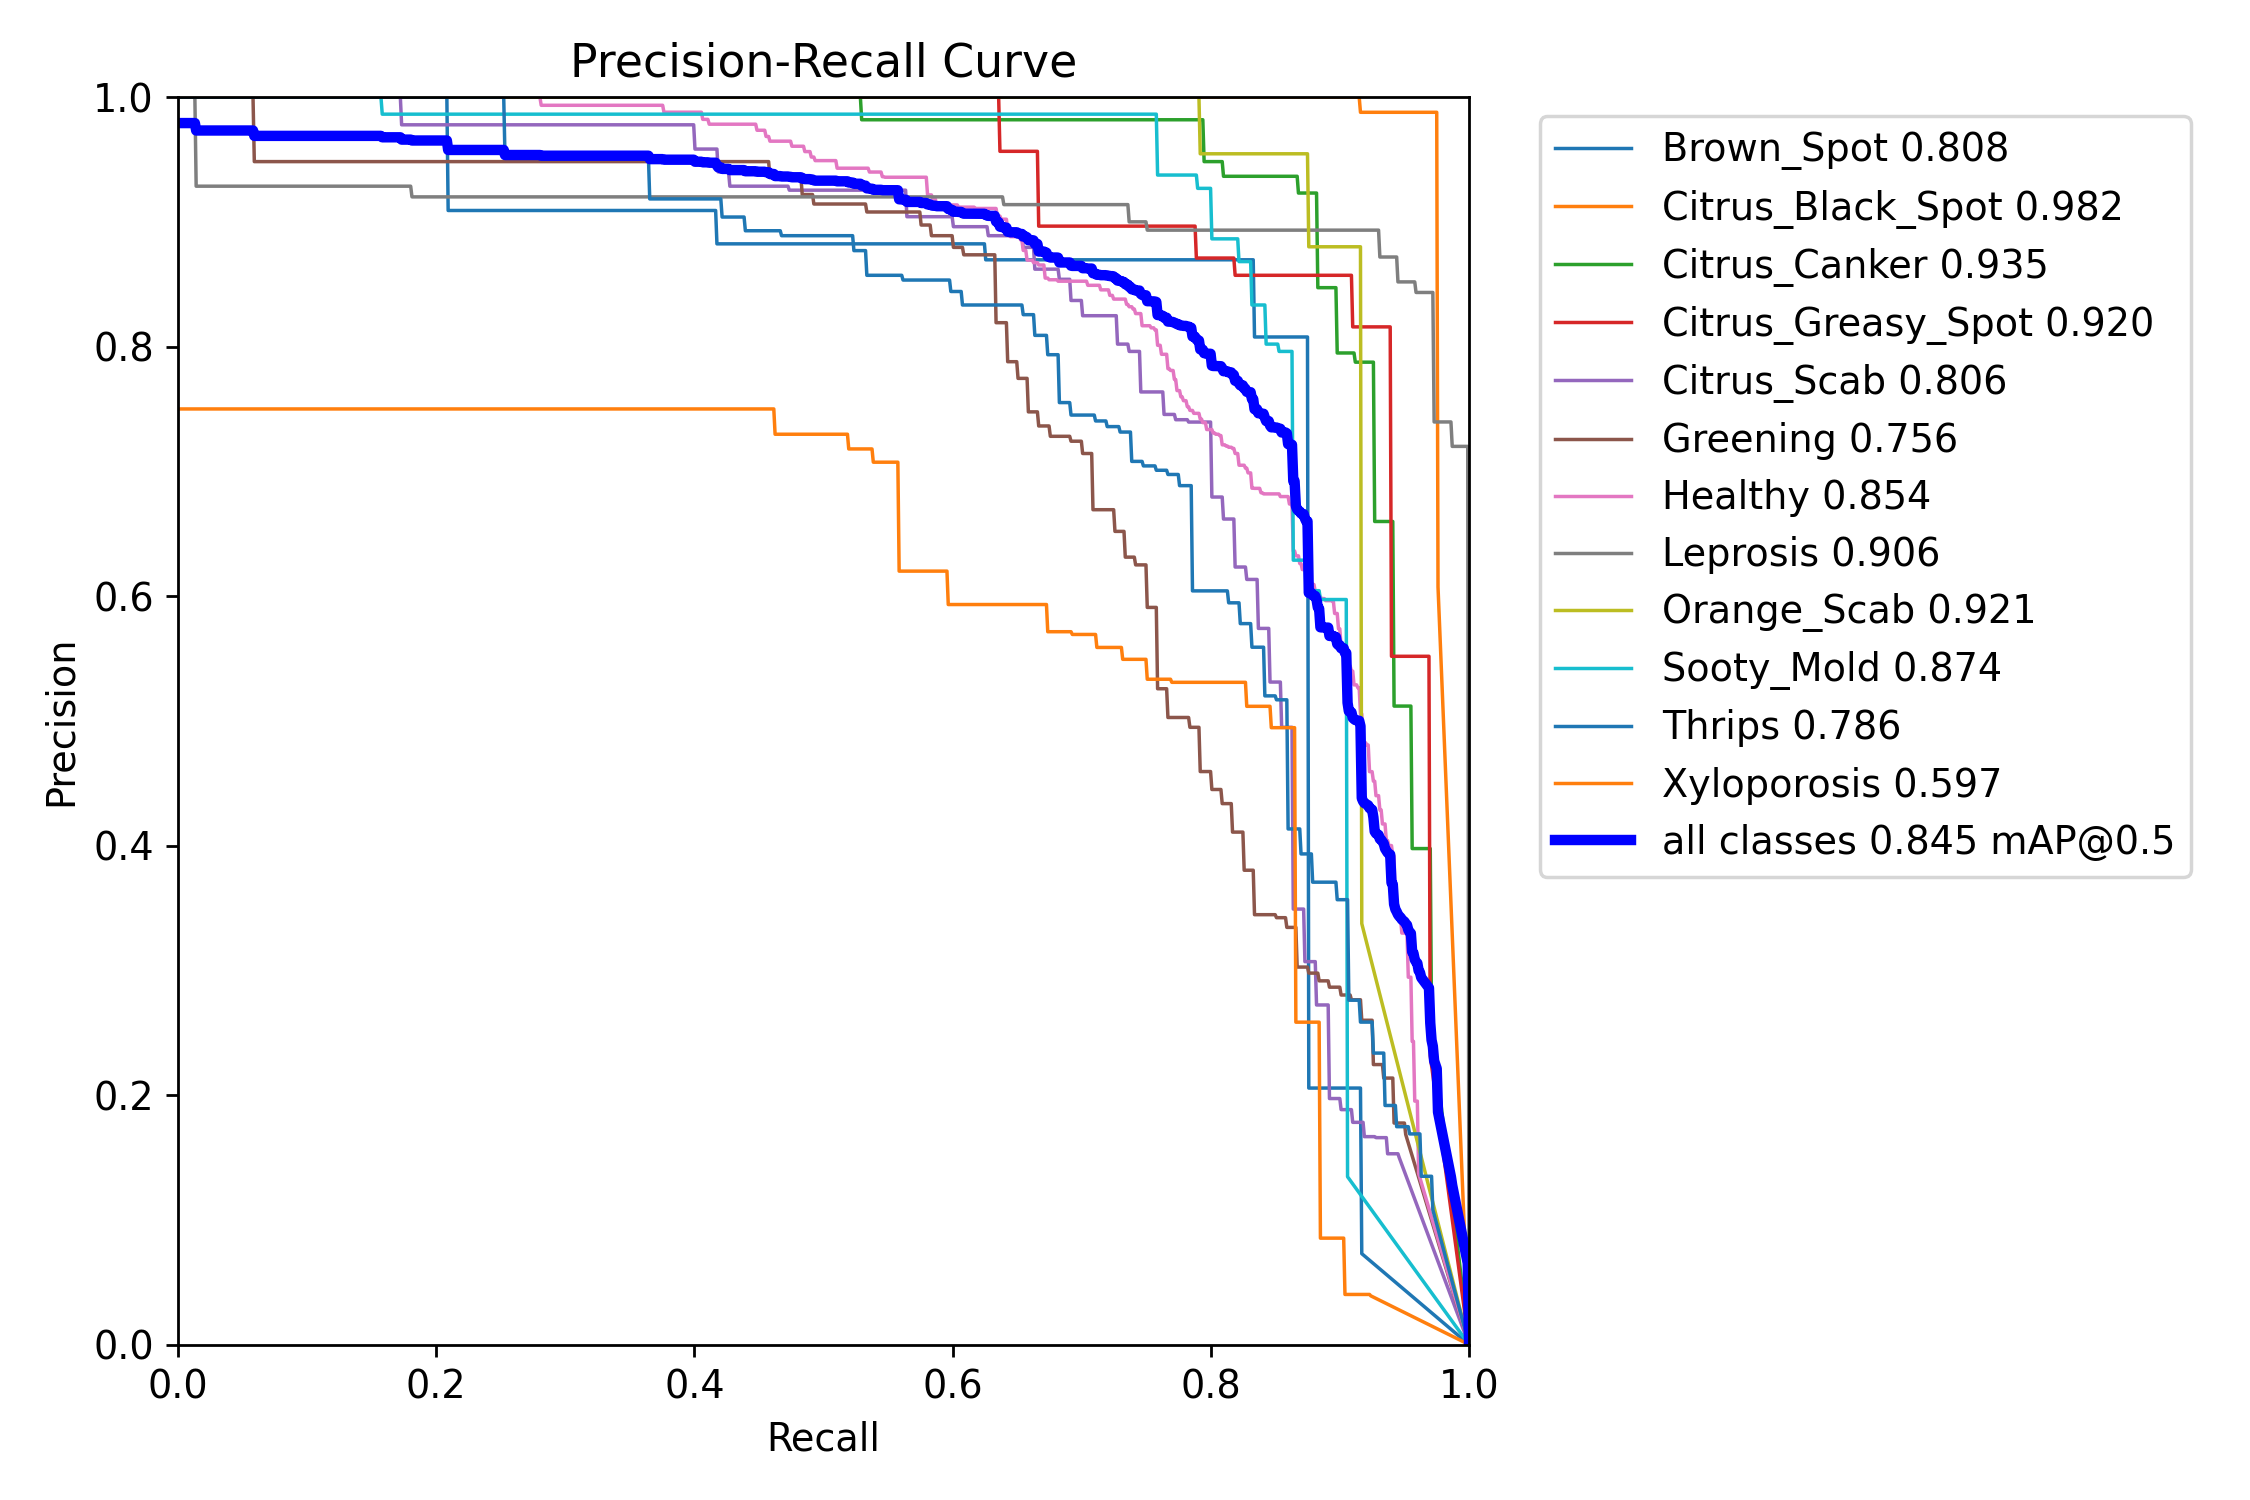 Precision-Recall Curve
1.0
0.8
0.6
0.4
0.2
0.0
Precision
0.0 0.2 0.4 0.6 0.8 1.0
Recall
Brown_Spot 0.808
Citrus_Black_Spot 0.982
Citrus_Canker 0.935
Citrus_Greasy_Spot 0.920
Citrus_Scab 0.806
Greening 0.756
Healthy 0.854
Leprosis 0.906
Orange_Scab 0.921
Sooty_Mold 0.874
Thrips 0.786
Xyloporosis 0.597
all classes 0.845 mAP@0.5